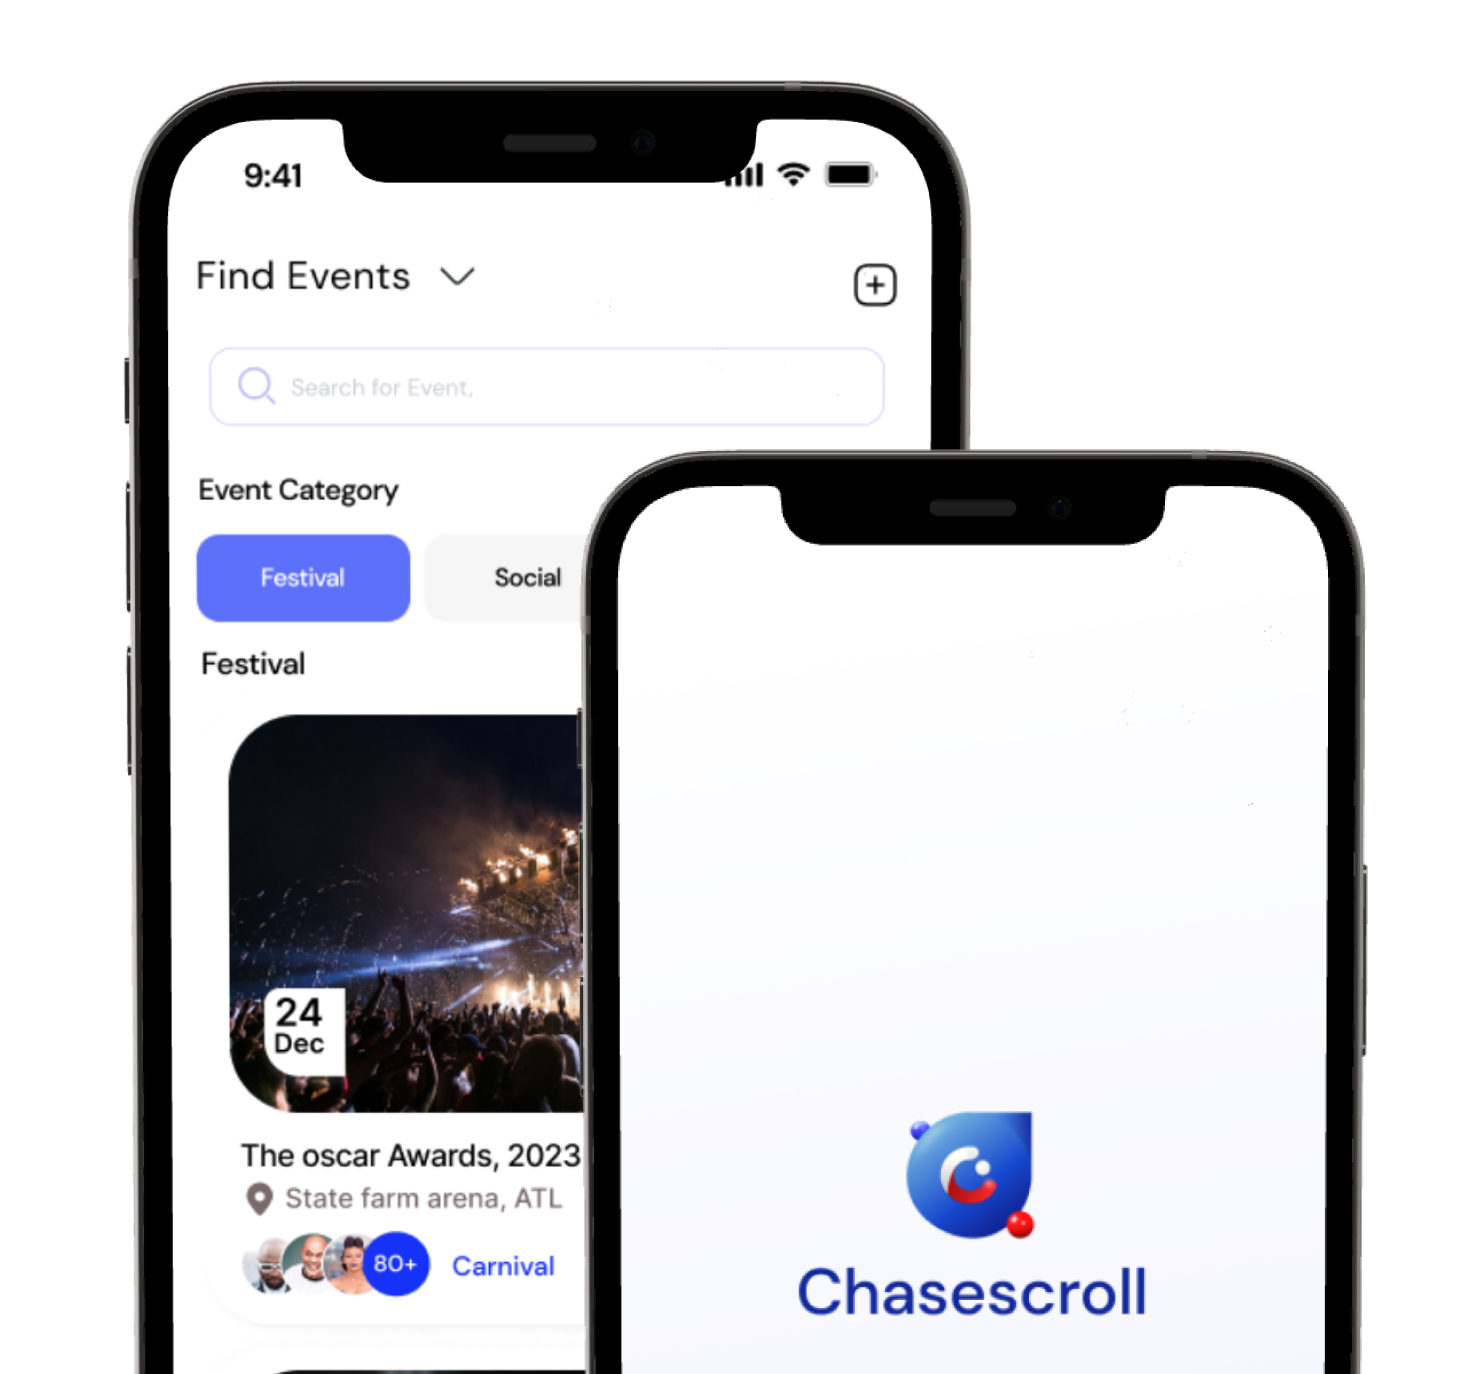 9:41
Find Events
Search for Event,
Event Category
Festival
Social
Festival
24
Dec
The oscar Awards, 2023
State farm arena, ATL
80+
Carnival
Chasescroll